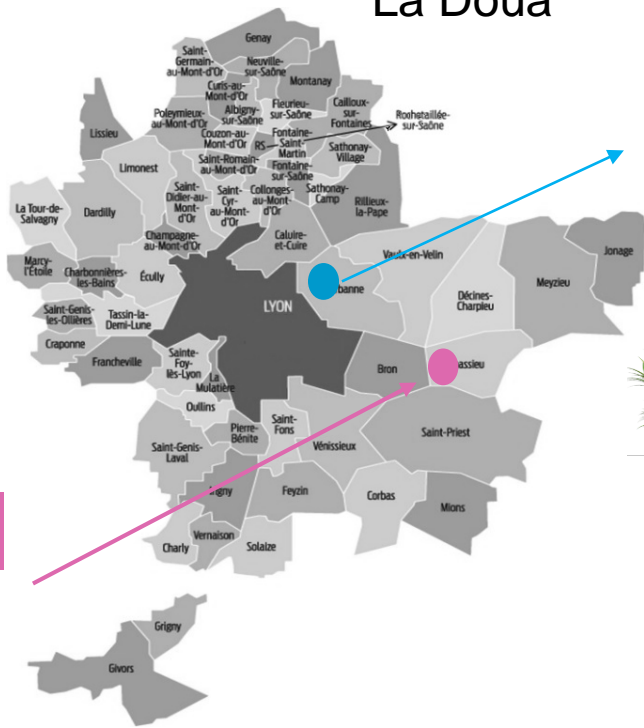 La Doua
Genay
Saint-
Germain-
au-Mont-d'Or
Neuville-
sur-Saône
Montanay
Curis-au-
Mont-d'Or
Albigny-
sur-Saône
Fleurieu-
sur-Saône
Cailloux-
sur-
Fontaines
Poleymieux-
au-Mont-d'Or
Lissieu
Couzon-au-
Mont-d'Or
RS
Fontaine-
Saint-
Martin
Rochetaillée-
sur-Saône
Sathonay-
Village
Limonest
Saint-Romain-
au-Mont-d'Or
Fontaine-
sur-Saône
La Tour-de-
Salvagny
Dardilly
Saint-
Didier-au-
Mont-
d'Or
Saint-
Cyr-
au-Mont-
d'Or
Collonges-
au-Mont-
d'Or
Sathonay-
Camp
Rillieux-
la-Pape
Champagne-
au-Mont-d'Or
Caluire-
et-Cuire
Vaulx-en-Velin
Jonage
Meyzieu
Marcy-
l'Étoile
Charbonnières-
les-Bains
Écully
LYON
banne
Décines-
Charpieu
Saint-Genis-
les-Ollières
Tassin-la-
Demi-Lune
Craponne
Francheville
Sainte-
Foy-
lès-Lyon
La
Mulatière
Bron
assieu
Oullins
Pierre-
Bénite
Saint-
Fons
Vénissieux
Saint-Priest
Saint-Genis-
Laval
Irigny
Feyzin
Corbas
Mions
Charly
Vernaison
Solaize
Grigny
Givors